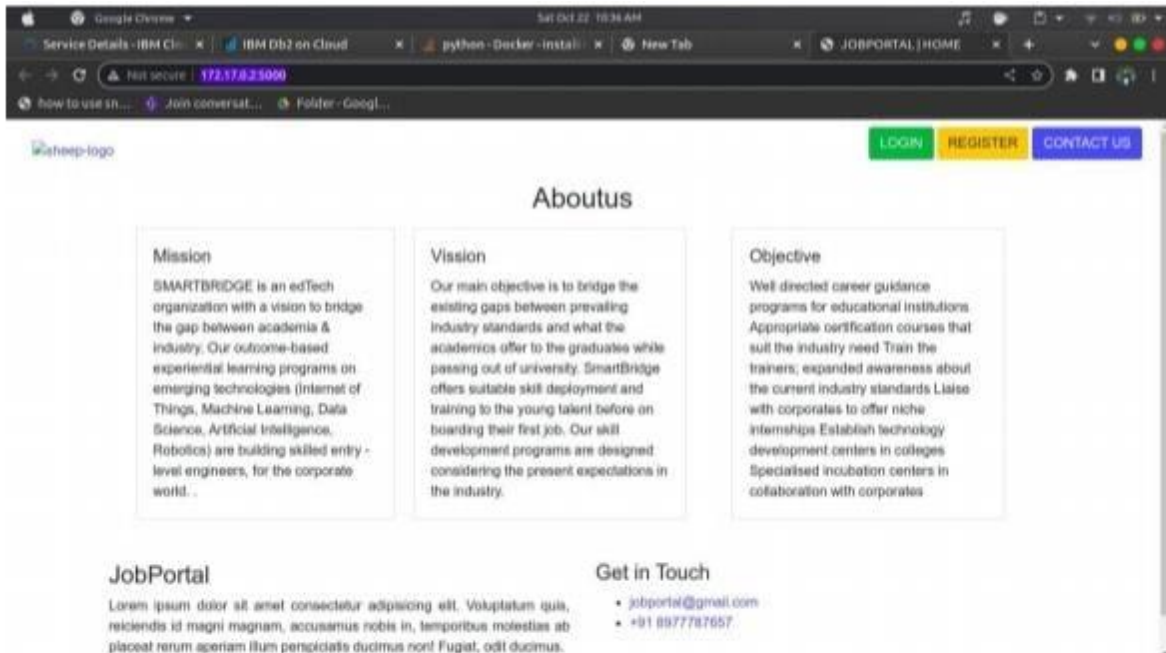 Google Chrome
Sat Oct 22 10:36 AM
Service Details - IBM Clo
IBM Db2 on Cloud
python - Docker - install
New Tab
JOBPORTAL | HOME
Not secure 172.17.0.2:5000
how to use sn...
Join conversat...
Folder - Googl...
sheep-logo
LOGIN
REGISTER
CONTACT US
Aboutus
Mission
SMARTBRIDGE is an edTech
organization with a vision to bridge
the gap between academia &
industry. Our outcome-based
experiential learning programs on
emerging technologies (Internet of
Things, Machine Learning, Data
Science, Artificial Intelligence,
Robotics) are building skilled entry -
level engineers, for the corporate
world. .
Vission
Our main objective is to bridge the
existing gaps between prevailing
Industry standards and what the
academics offer to the graduates while
passing out of university. SmartBridge
offers suitable skill deployment and
training to the young talent before on
boarding their first job. Our skill
development programs are designed
considering the present expectations in
the industry.
Objective
Well directed career guidance
programs for educational institutions
Appropriate certification courses that
suit the industry need Train the
trainers; expanded awareness about
the current industry standards Liaise
with corporates to offer niche
internships Establish technology
development centers in colleges
Specialised incubation centers in
collaboration with corporates
JobPortal
Lorem ipsum dolor sit amet consectetur adipisicing elit. Voluptatum quia,
reiciendis id magni magnam, accusamus nobis in, temporibus molestias ab
placeat rerum aperiam illum perspiciatis ducimus non! Fugiat, odit ducimus.
Get in Touch
jobportal@gmail.com
+91 8977787657